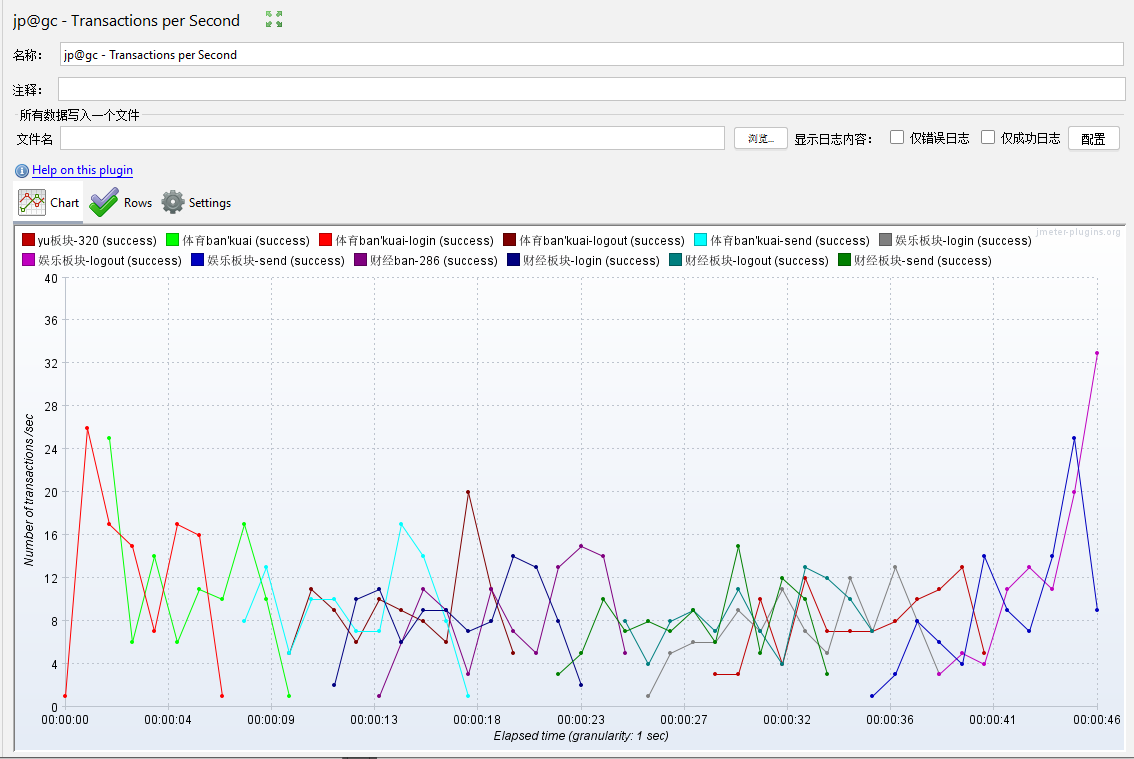 jp@gc - Transactions per Second
名称： jp@gc - Transactions per Second
注释：
所有数据写入一个文件
文件名 浏览... 显示日志内容： 仅错误日志 仅成功日志 配置
Help on this plugin
Chart Rows Settings
jmeter-plugins.org
yu板块-320 (success) 体育ban'kuai (success) 体育ban'kuai-login (success) 体育ban'kuai-logout (success) 体育ban'kuai-send (success) 娱乐板块-login (success)
娱乐板块-logout (success) 娱乐板块-send (success) 财经ban-286 (success) 财经板块-login (success) 财经板块-logout (success) 财经板块-send (success)
40
36
32
28
24
20
16
12
8
4
0
Number of transactions /sec
00:00:00 00:00:04 00:00:09 00:00:13 00:00:18 00:00:23 00:00:27 00:00:32 00:00:36 00:00:41 00:00:46
Elapsed time (granularity: 1 sec)